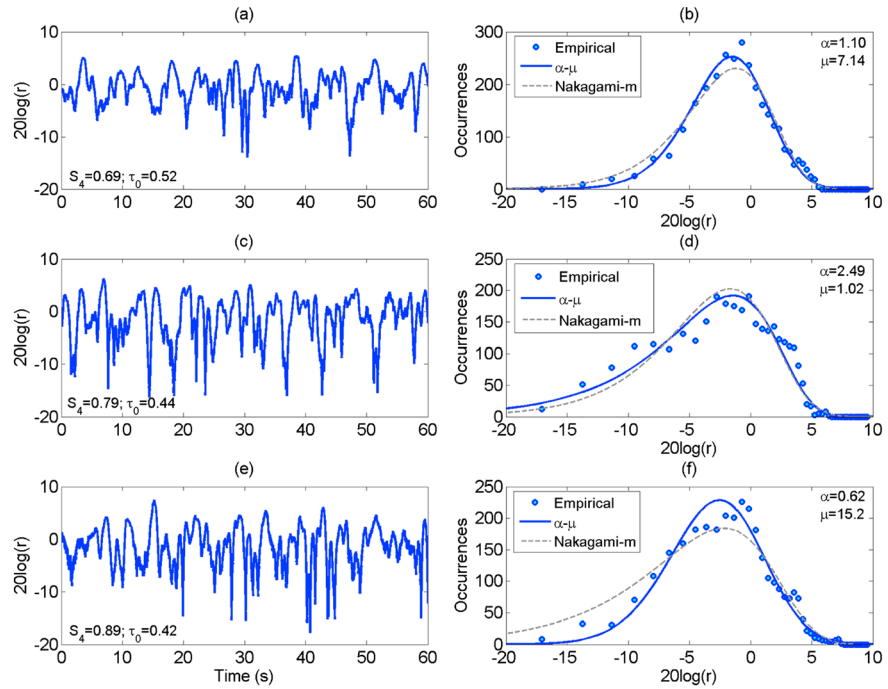 (a)
20log(r)
10
0
-10
-20
0 10 20 30 40 50 60
S4=0.69; τ0=0.52
(b)
Occurrences
300
200
100
0
-20 -15 -10 -5 0 5 10
20log(r)
Empirical
α-μ
Nakagami-m
α=1.10
μ=7.14
(c)
20log(r)
10
0
-10
-20
0 10 20 30 40 50 60
S4=0.79; τ0=0.44
(d)
Occurrences
250
200
150
100
50
0
-20 -15 -10 -5 0 5 10
20log(r)
Empirical
α-μ
Nakagami-m
α=2.49
μ=1.02
(e)
20log(r)
10
0
-10
-20
0 10 20 30 40 50 60
Time (s)
S4=0.89; τ0=0.42
(f)
Occurrences
250
200
150
100
50
0
-20 -15 -10 -5 0 5 10
20log(r)
Empirical
α-μ
Nakagami-m
α=0.62
μ=15.2